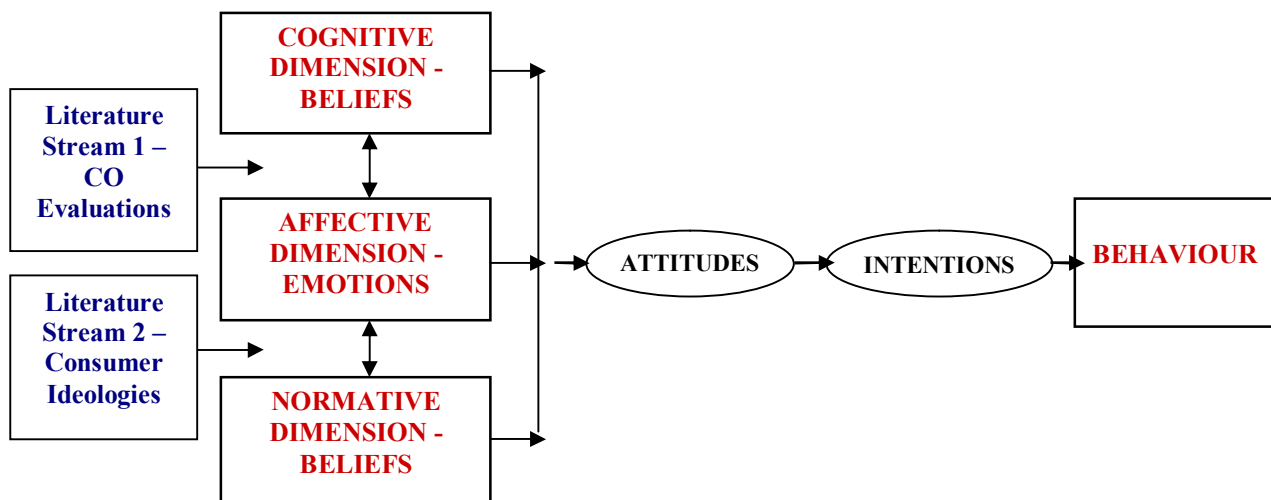 COGNITIVE
DIMENSION -
BELIEFS
Literature
Stream 1 –
CO
Evaluations
AFFECTIVE
DIMENSION -
EMOTIONS
ATTITUDES
INTENTIONS
BEHAVIOUR
Literature
Stream 2 –
Consumer
Ideologies
NORMATIVE
DIMENSION -
BELIEFS